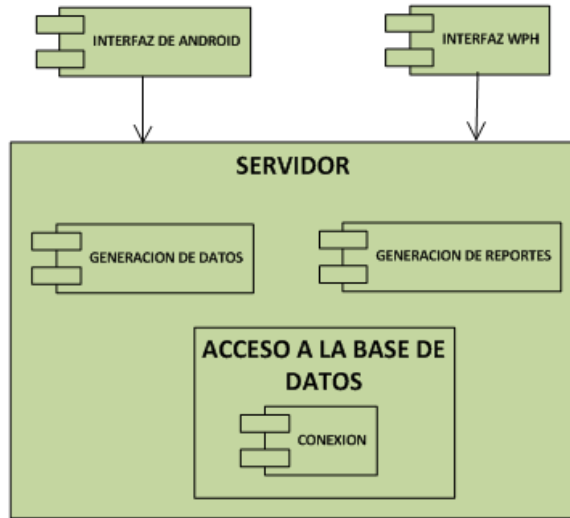 INTERFAZ DE ANDROID
INTERFAZ WPH
SERVIDOR
GENERACION DE DATOS
GENERACION DE REPORTES
ACCESO A LA BASE DE
DATOS
CONEXION